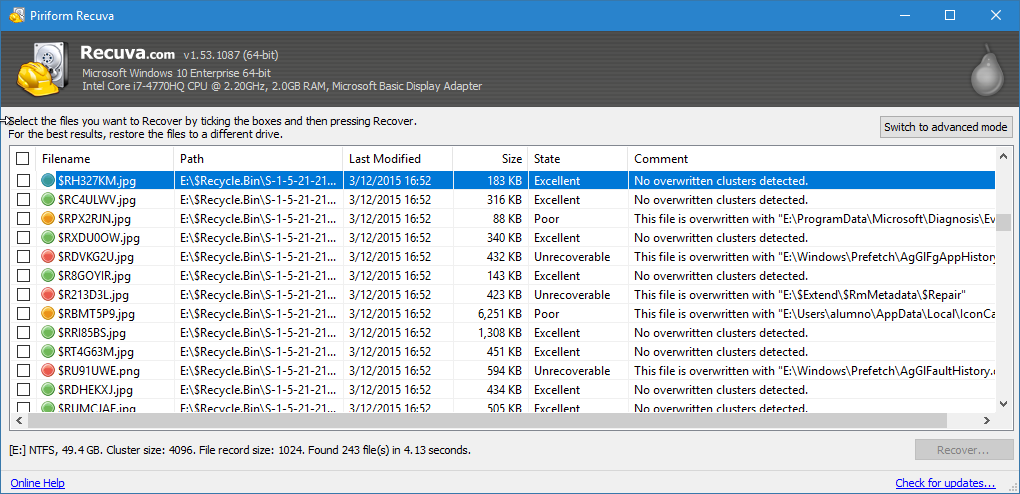 Piriform Recuva
Recuva.com v1.53.1087 (64-bit)
Microsoft Windows 10 Enterprise 64-bit
Intel Core i7-4770HQ CPU @ 2.20GHz, 2.0GB RAM, Microsoft Basic Display Adapter
Select the files you want to Recover by ticking the boxes and then pressing Recover.
For the best results, restore the files to a different drive.
Switch to advanced mode
Filename Path Last Modified Size State Comment
$RH327KM.jpg E:\$Recycle.Bin\S-1-5-21-21... 3/12/2015 16:52 183 KB Excellent No overwritten clusters detected.
$RC4ULWV.jpg E:\$Recycle.Bin\S-1-5-21-21... 3/12/2015 16:52 316 KB Excellent No overwritten clusters detected.
$RPX2RJN.jpg E:\$Recycle.Bin\S-1-5-21-21... 3/12/2015 16:52 88 KB Poor This file is overwritten with "E:\ProgramData\Microsoft\Diagnosis\Ev
$RXDU0OW.jpg E:\$Recycle.Bin\S-1-5-21-21... 3/12/2015 16:52 340 KB Excellent No overwritten clusters detected.
$RDVKG2U.jpg E:\$Recycle.Bin\S-1-5-21-21... 3/12/2015 16:52 432 KB Unrecoverable This file is overwritten with "E:\Windows\Prefetch\AgGlFgAppHistory
$R8GOYIR.jpg E:\$Recycle.Bin\S-1-5-21-21... 3/12/2015 16:52 143 KB Excellent No overwritten clusters detected.
$R213D3L.jpg E:\$Recycle.Bin\S-1-5-21-21... 3/12/2015 16:52 423 KB Unrecoverable This file is overwritten with "E:\$Extend\$RmMetadata\$Repair"
$RBMT5P9.jpg E:\$Recycle.Bin\S-1-5-21-21... 3/12/2015 16:52 6,251 KB Poor This file is overwritten with "E:\Users\alumno\AppData\Local\IconCa
$RRI85BS.jpg E:\$Recycle.Bin\S-1-5-21-21... 3/12/2015 16:52 1,308 KB Excellent No overwritten clusters detected.
$RT4G63M.jpg E:\$Recycle.Bin\S-1-5-21-21... 3/12/2015 16:52 451 KB Excellent No overwritten clusters detected.
$RU91UWE.png E:\$Recycle.Bin\S-1-5-21-21... 3/12/2015 16:52 594 KB Unrecoverable This file is overwritten with "E:\Windows\Prefetch\AgGlFaultHistory.
$RDHEKXJ.jpg E:\$Recycle.Bin\S-1-5-21-21... 3/12/2015 16:52 434 KB Excellent No overwritten clusters detected.
$RUMCJAE.png E:\$Recycle.Bin\S-1-5-21-21... 3/12/2015 16:52 505 KB Excellent No overwritten clusters detected.
[E:] NTFS, 49.4 GB. Cluster size: 4096. File record size: 1024. Found 243 file(s) in 4.13 seconds.
Recover...
Online Help
Check for updates...